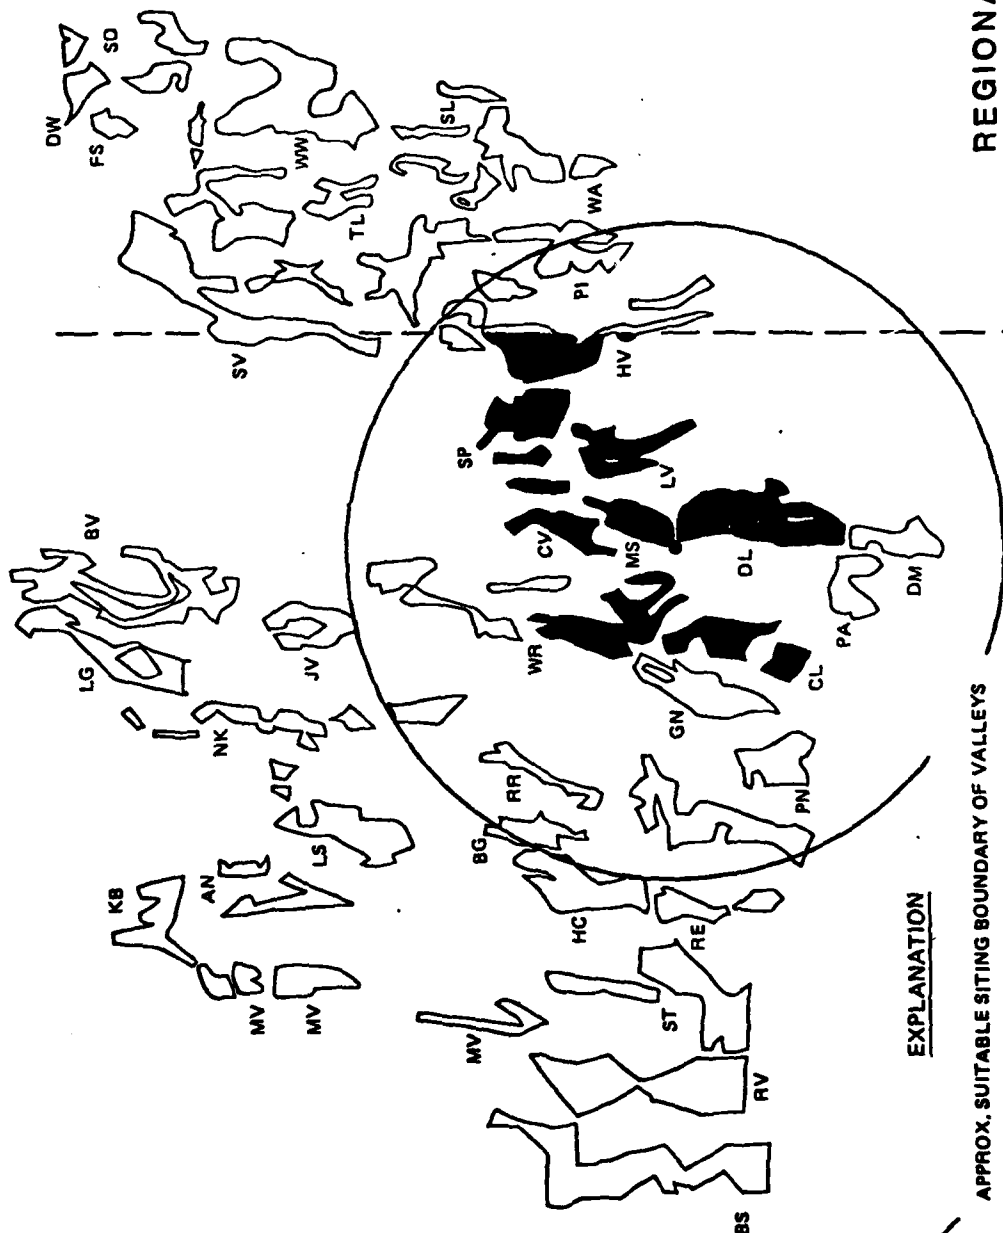 DW
BV
LG
FS
SO
KB
AN
NK
SV
MV
WW
JV
MV
LS
TL
SL
SP
MV
BG
RR
WR
CV
HC
PI
WA
HV
MS
LV
ST
GN
RE
BS
DL
RV
PN
CL
PA
DM
EXPLANATION
APPROX. SUITABLE SITING BOUNDARY OF VALLEYS
REGIONA